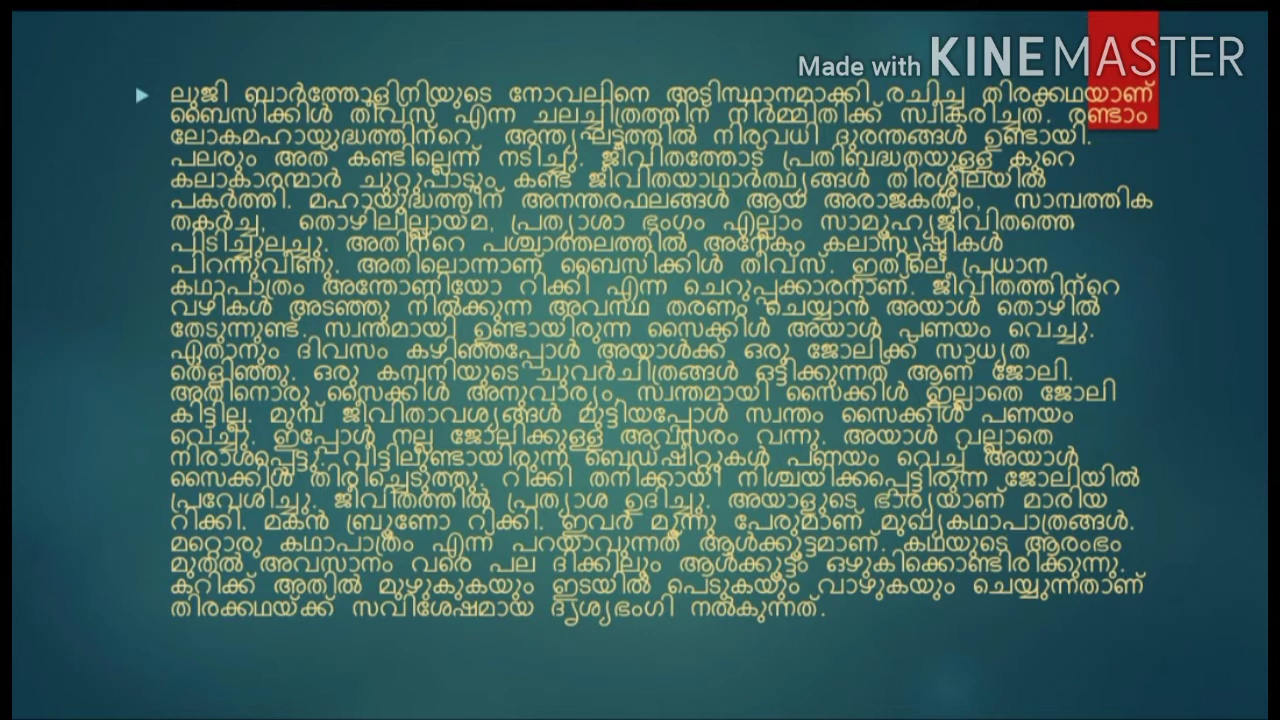 Made with KINEMASTER
ലൂജി ബാർത്തോളിനിയുടെ നോവലിനെ അടിസ്ഥാനമാക്കി രചിച്ച തിരക്കഥയാണ്
ബൈസിക്കിൾ തീവ്സ് എന്ന ചലച്ചിത്രത്തിന് നിർമ്മിതിക്ക് സ്വീകരിച്ചത്. രണ്ടാം
ലോകമഹായുദ്ധത്തിന്റെ അന്ത്യഘട്ടത്തിൽ നിരവധി ദുരന്തങ്ങൾ ഉണ്ടായി.
പലരും അത് കണ്ടില്ലെന്ന് നടിച്ചു. ജീവിതത്തോട് പ്രതിബദ്ധതയുള്ള കുറെ
കലാകാരന്മാർ ചുറ്റുപാടും കണ്ട ജീവിതയാഥാർത്ഥ്യങ്ങൾ തിരശ്ശീലയിൽ
പകർത്തി. മഹായുദ്ധത്തിന് അനന്തരഫലങ്ങൾ ആയ അരാജകത്വം, സാമ്പത്തിക
തകർച്ച, തൊഴിലില്ലായ്മ, പ്രത്യാശാ ഭംഗം എല്ലാം സാമൂഹ്യജീവിതത്തെ
പിടിച്ചുലച്ചു. അതിന്റെ പശ്ചാത്തലത്തിൽ അനേകം കലാസൃഷ്ടികൾ
പിറന്നുവീണു. അതിലൊന്നാണ് ബൈസിക്കിൾ തീവ്സ്. ഇതിലെ പ്രധാന
കഥാപാത്രം അന്തോണിയോ റിക്കി എന്ന ചെറുപ്പക്കാരനാണ്. ജീവിതത്തിന്റെ
വഴികൾ അടഞ്ഞു നിൽക്കുന്ന അവസ്ഥ തരണം ചെയ്യാൻ അയാൾ തൊഴിൽ
തേടുന്നുണ്ട്. സ്വന്തമായി ഉണ്ടായിരുന്ന സൈക്കിൾ അയാൾ പണയം വെച്ചു.
ഏതാനും ദിവസം കഴിഞ്ഞപ്പോൾ അയാൾക്ക് ഒരു ജോലിക്ക് സാധ്യത
തെളിഞ്ഞു. ഒരു കമ്പനിയുടെ ചുവർചിത്രങ്ങൾ ഒട്ടിക്കുന്നത് ആണ് ജോലി.
അതിനൊരു സൈക്കിൾ അനുവാര്യം. സ്വന്തമായി സൈക്കിൾ ഇല്ലാതെ ജോലി
കിട്ടില്ല. മുമ്പ് ജീവിതാവശ്യങ്ങൾ മുട്ടിയപ്പോൾ സ്വന്തം സൈക്കിൾ പണയം
വെച്ചു. ഇപ്പോൾ നല്ല ജോലിക്കുള്ള അവസരം വന്നു. അയാൾ വല്ലാതെ
നിരാശപ്പെട്ടു. വീട്ടിലുണ്ടായിരുന്ന ബെഡ്ഷീറ്റുകൾ പണയം വെച്ച് അയാൾ
സൈക്കിൾ തിരിച്ചെടുത്തു. റിക്കി തനിക്കായി നിശ്ചയിക്കപ്പെട്ടിരുന്ന ജോലിയിൽ
പ്രവേശിച്ചു. ജീവിതത്തിൽ പ്രത്യാശ ഉദിച്ചു. അയാളുടെ ഭാര്യയാണ് മാരിയ
റിക്കി. മകൻ ബ്രൂണോ റിക്കി. ഇവർ മൂന്നു പേരുമാണ് മുഖ്യകഥാപാത്രങ്ങൾ.
മറ്റൊരു കഥാപാത്രം എന്ന് പറയാവുന്നത് ആൾക്കൂട്ടമാണ്. കഥയുടെ ആരംഭം
മുതൽ അവസാനം വരെ പല ദിക്കിലും ആൾക്കൂട്ടം ഒഴുകിക്കൊണ്ടിരിക്കുന്നു.
കുറിക്ക് അതിൽ മുഴുകുകയും ഇടയിൽ പെടുകയും വാഴുകയും ചെയ്യുന്നതാണ്
തിരക്കഥയ്ക്ക് സവിശേഷമായ ദൃശ്യഭംഗി നൽകുന്നത്.